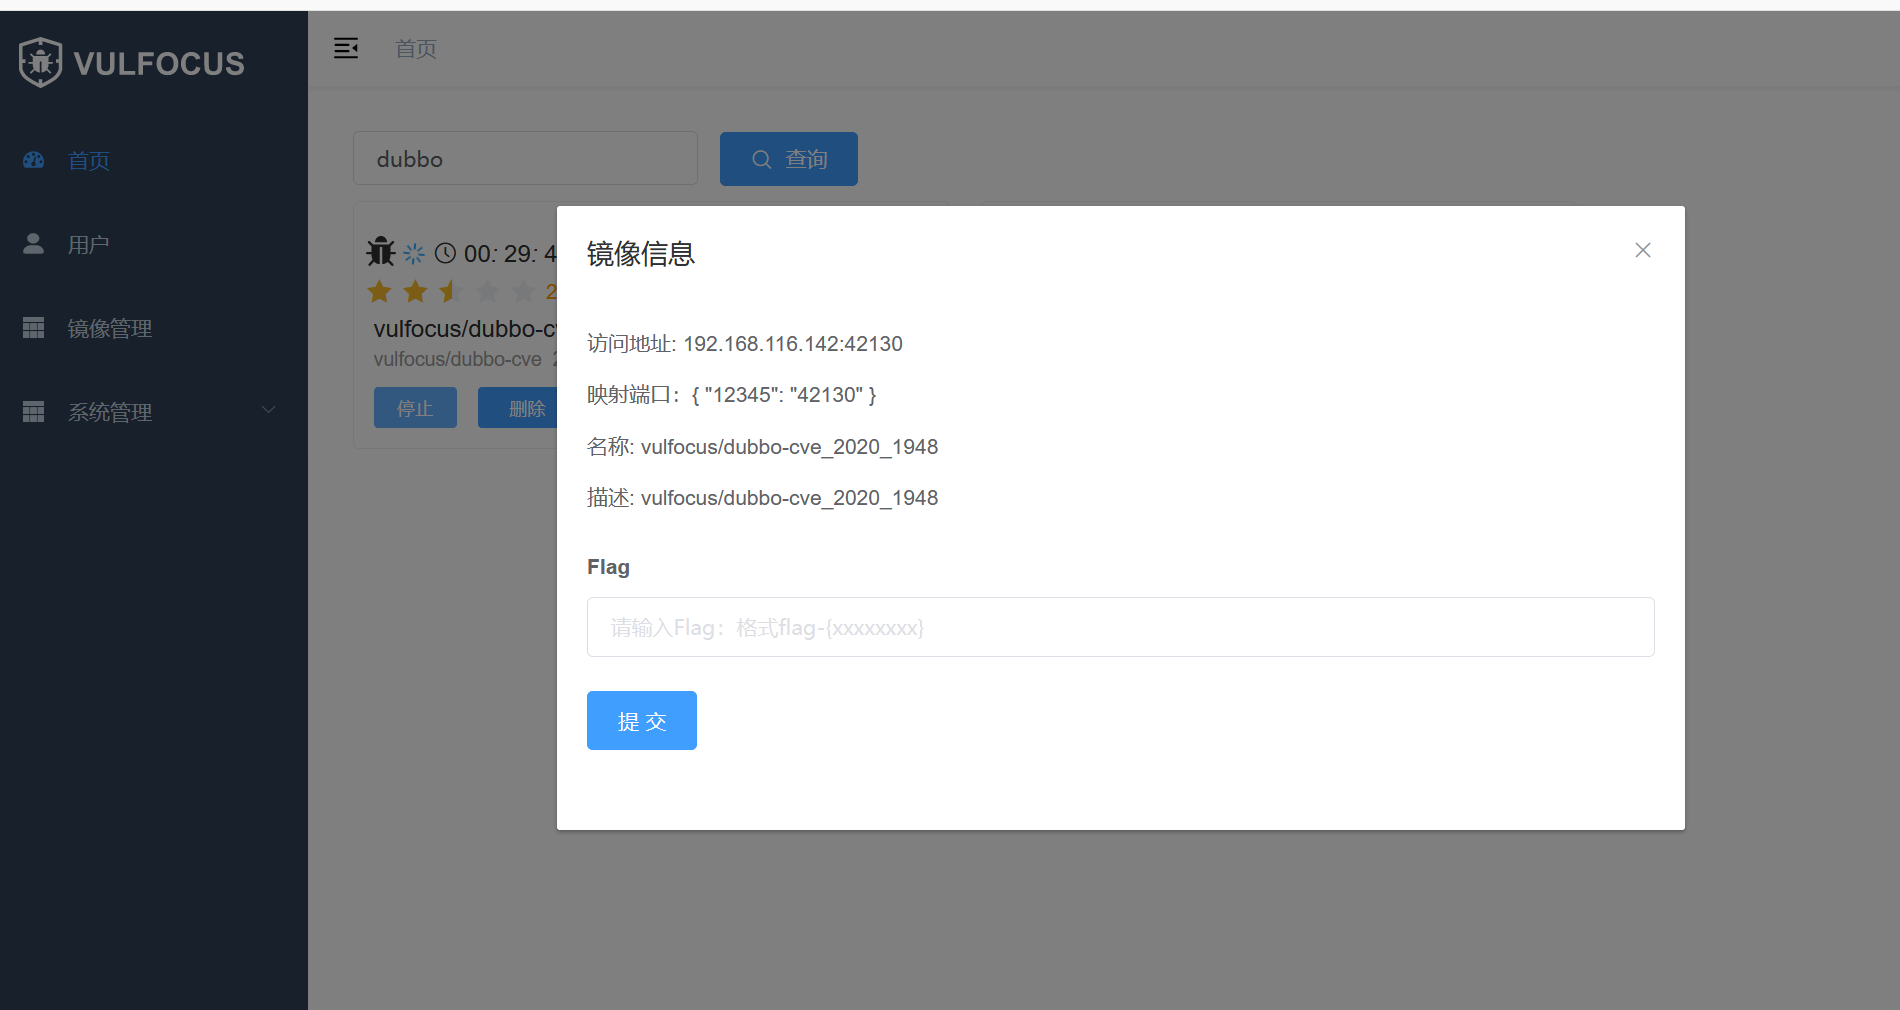 VULFOCUS
首页
用户
镜像管理
系统管理
首页
dubbo
查询
00: 29: 4
2
vulfocus/dubbo-c
vulfocus/dubbo-cve
停止
删除
镜像信息
访问地址: 192.168.116.142:42130
映射端口：{ "12345": "42130" }
名称: vulfocus/dubbo-cve_2020_1948
描述: vulfocus/dubbo-cve_2020_1948
Flag
请输入Flag：格式flag-{xxxxxxxx}
提 交